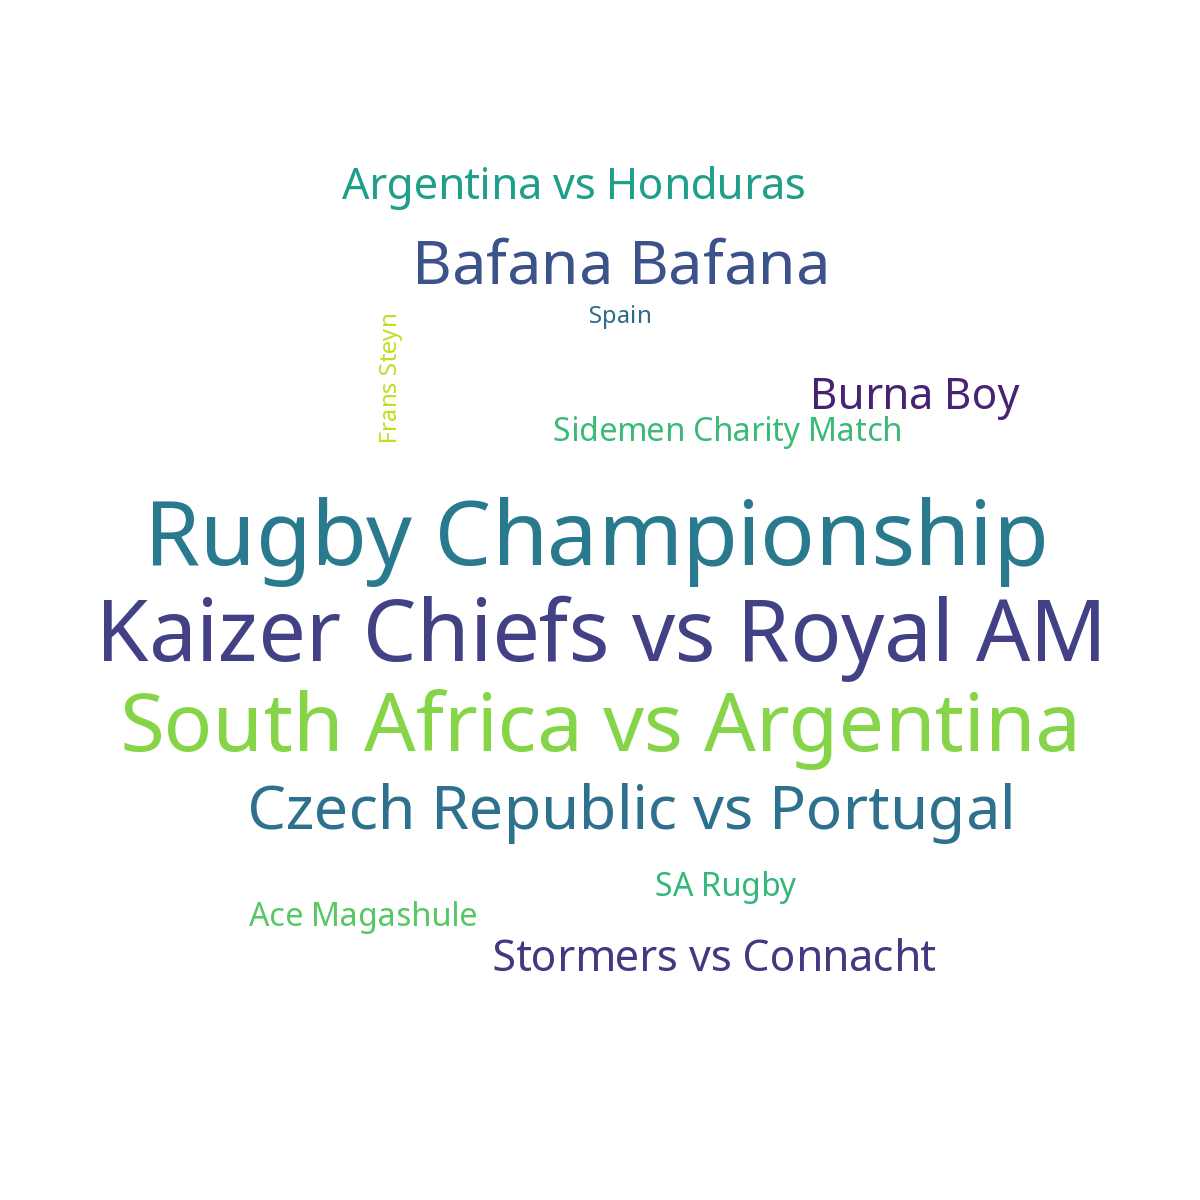 Argentina vs Honduras
Bafana Bafana
Spain
Frans Steyn
Burna Boy
Sidemen Charity Match
Rugby Championship
Kaizer Chiefs vs Royal AM
South Africa vs Argentina
Czech Republic vs Portugal
SA Rugby
Ace Magashule
Stormers vs Connacht